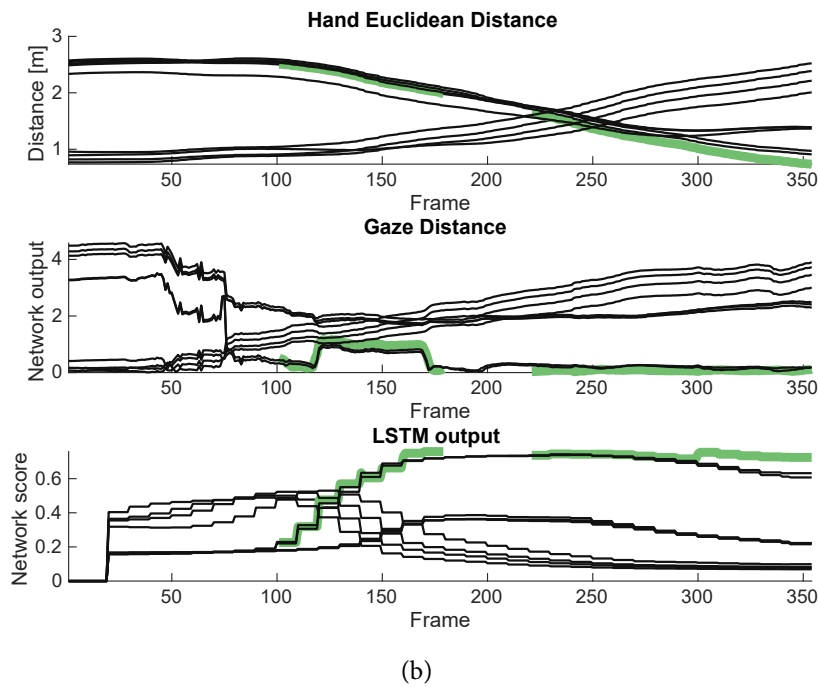 Hand Euclidean Distance
Distance [m]
3
2
1
50 100 150 200 250 300 350
Frame
Gaze Distance
Network output
4
2
0
50 100 150 200 250 300 350
Frame
LSTM output
Network score
0.6
0.4
0.2
0
50 100 150 200 250 300 350
Frame
(b)